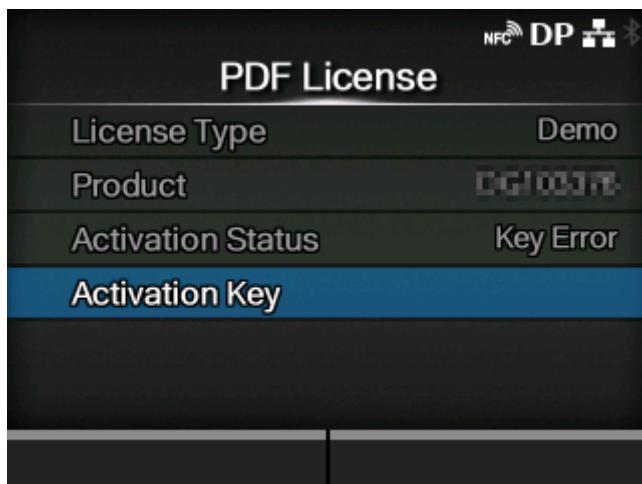 NFC DP
PDF License
License Type Demo
Product
Activation Status Key Error
Activation Key